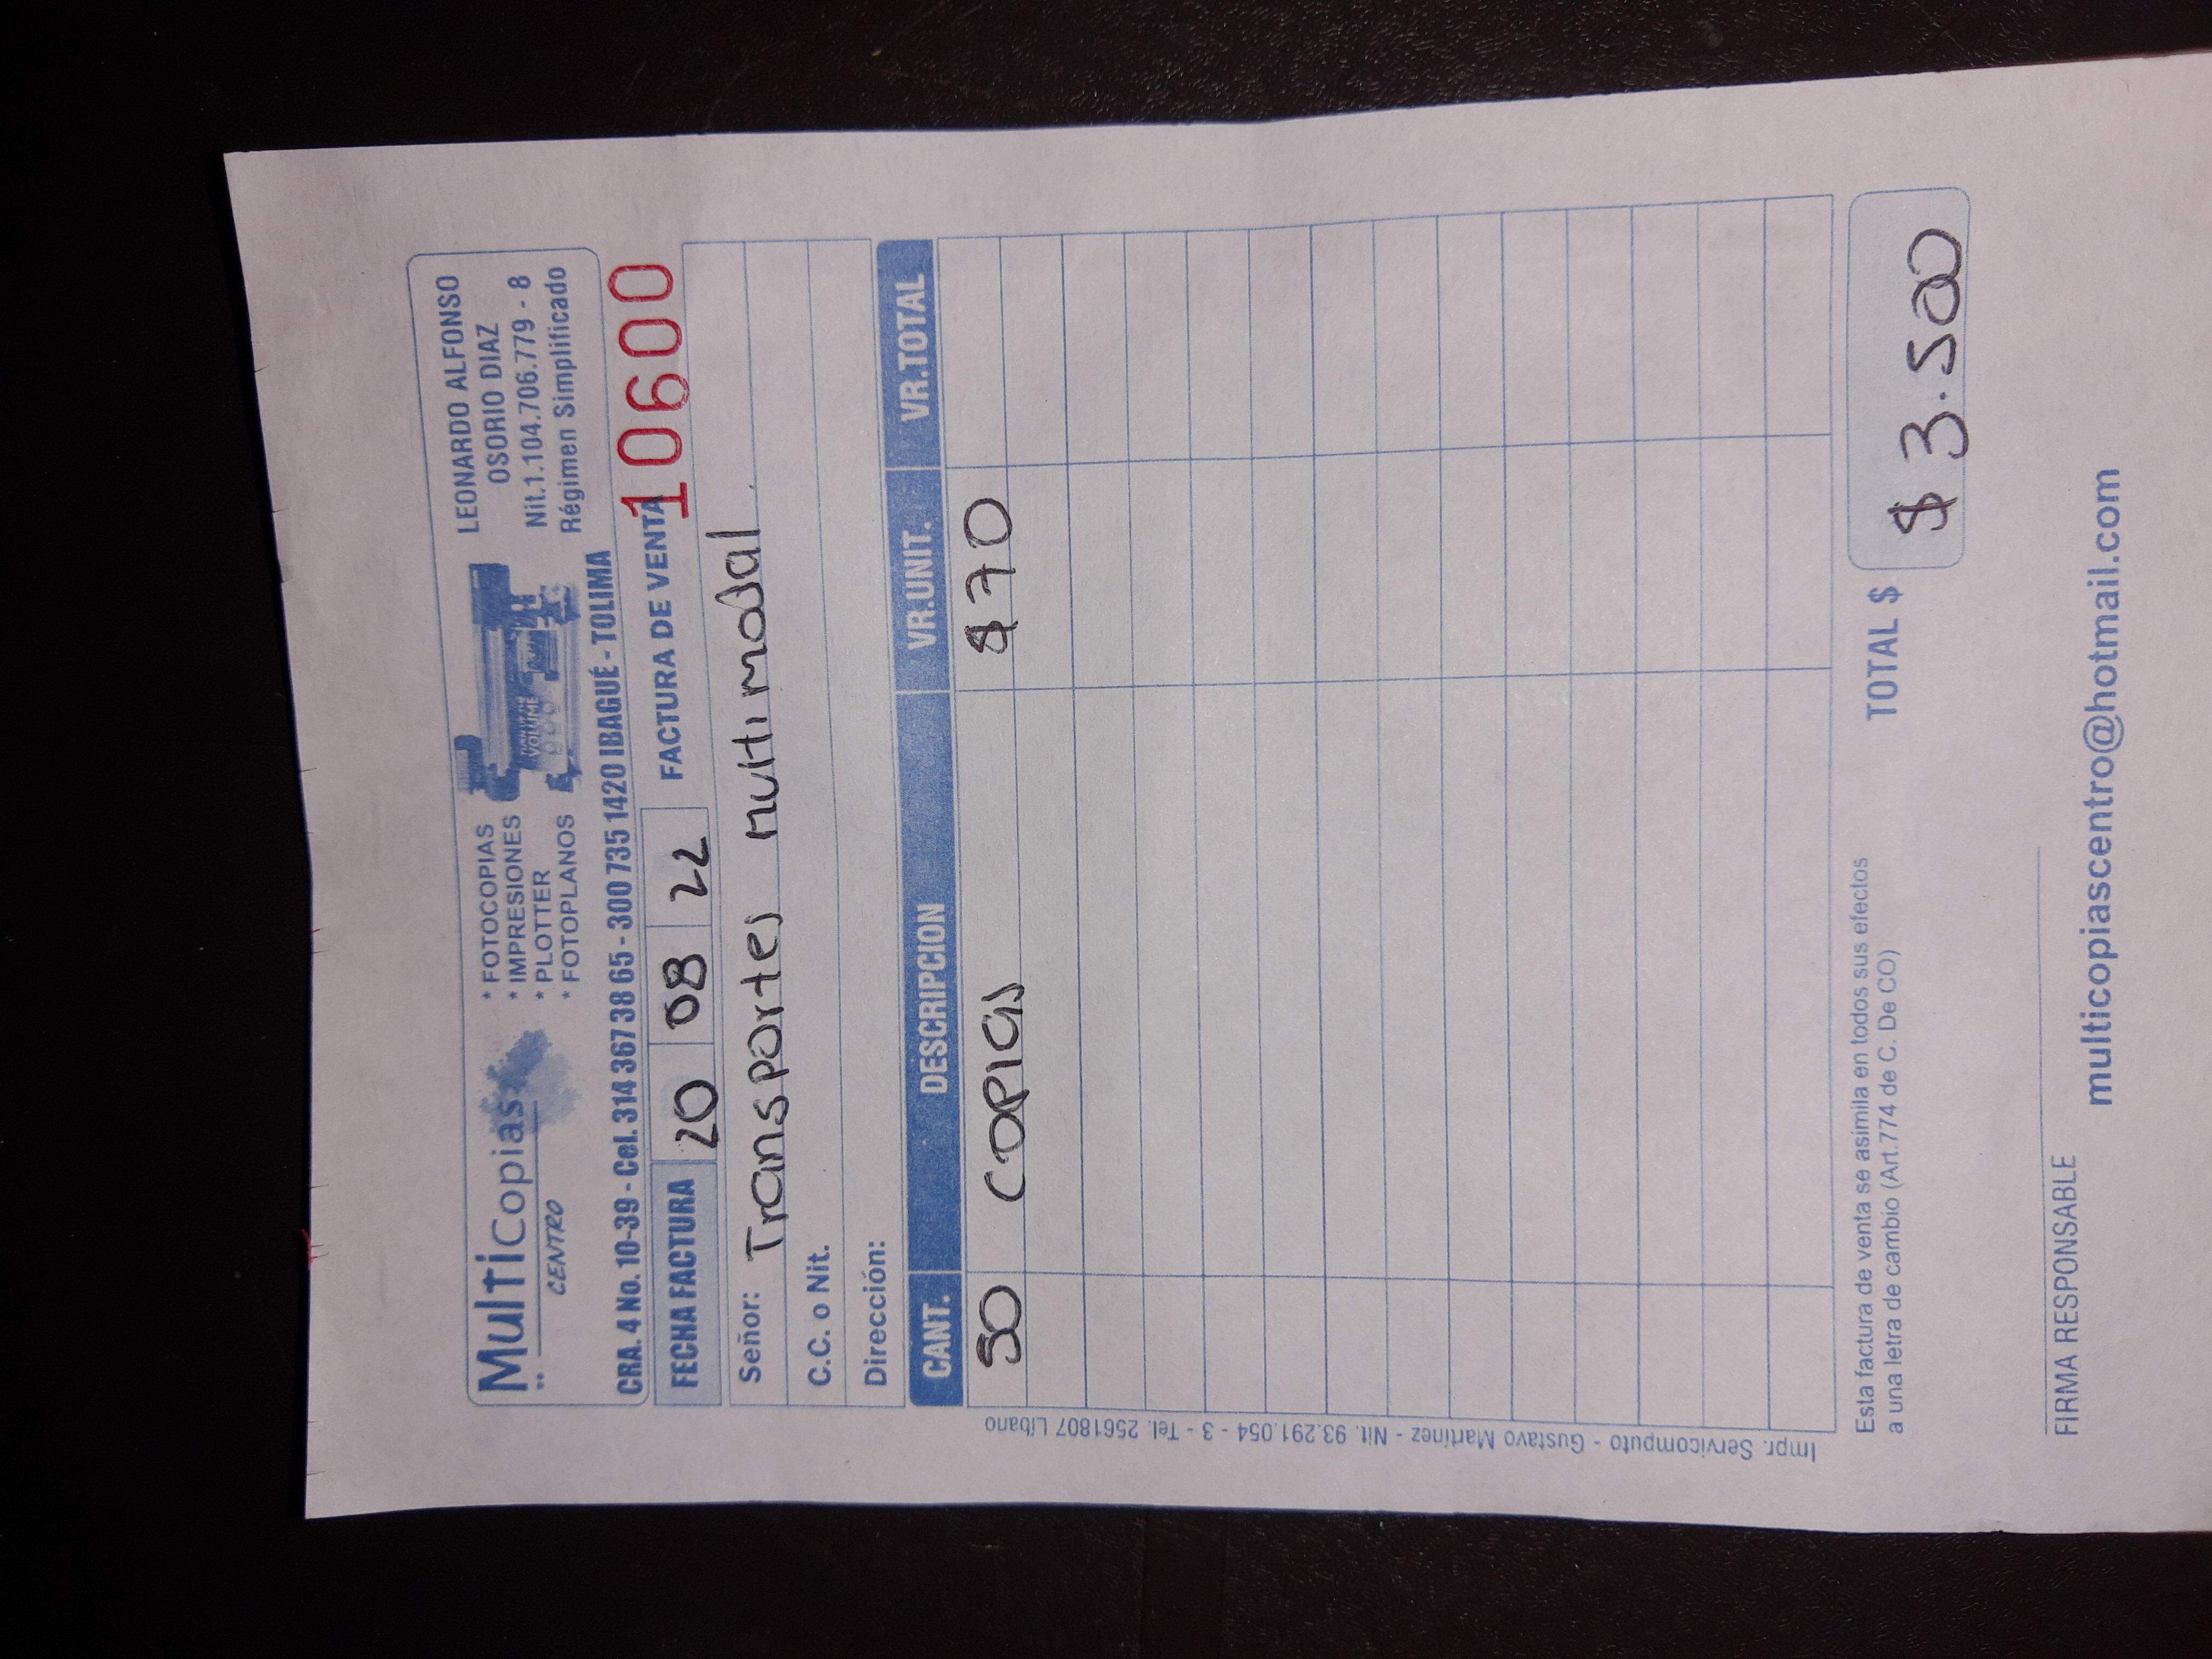 MultiCopias
CENTRO
* FOTOCOPIAS
* IMPRESIONES
* PLOTTER
* FOTOPLANOS
VOLUME
LEONARDO ALFONSO
OSORIO DIAZ
Nit.1.104.706.779 - 8
Régimen Simplificado
CRA. 4 No. 10-39 - Cel. 314 367 38 65 - 300 735 1420 IBAGUÉ - TOLIMA
FECHA FACTURA 20 08 22 FACTURA DE VENTA 10600
Señor: Transportes multimodal
C.C. o Nit.
Dirección:
CANT. DESCRIPCION VR.UNIT. VR.TOTAL
50 copias $ 70
Impr. Servicomputo - Gustavo Martínez - Nit. 93.291.054 - 3 - Tel. 2561807 Líbano
Esta factura de venta se asimila en todos sus efectos
a una letra de cambio (Art.774 de C. De CO)
TOTAL $ $ 3.500
FIRMA RESPONSABLE
multicopiascentro@hotmail.com